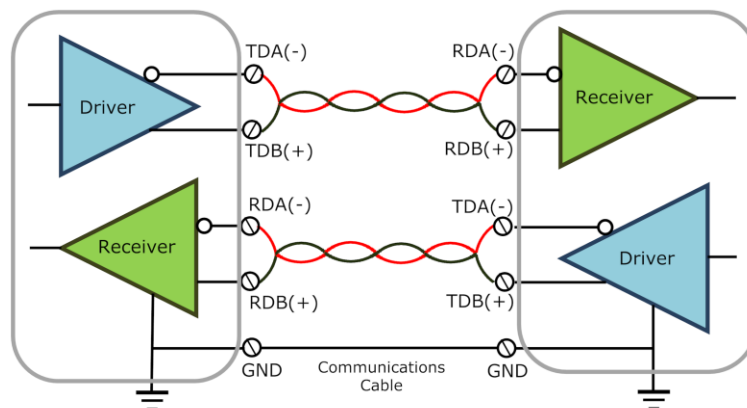 TDA(-)
RDA(-)
Driver
Receiver
TDB(+)
RDB(+)
RDA(-)
TDA(-)
Receiver
Driver
RDB(+)
TDB(+)
GND
Communications
Cable
GND